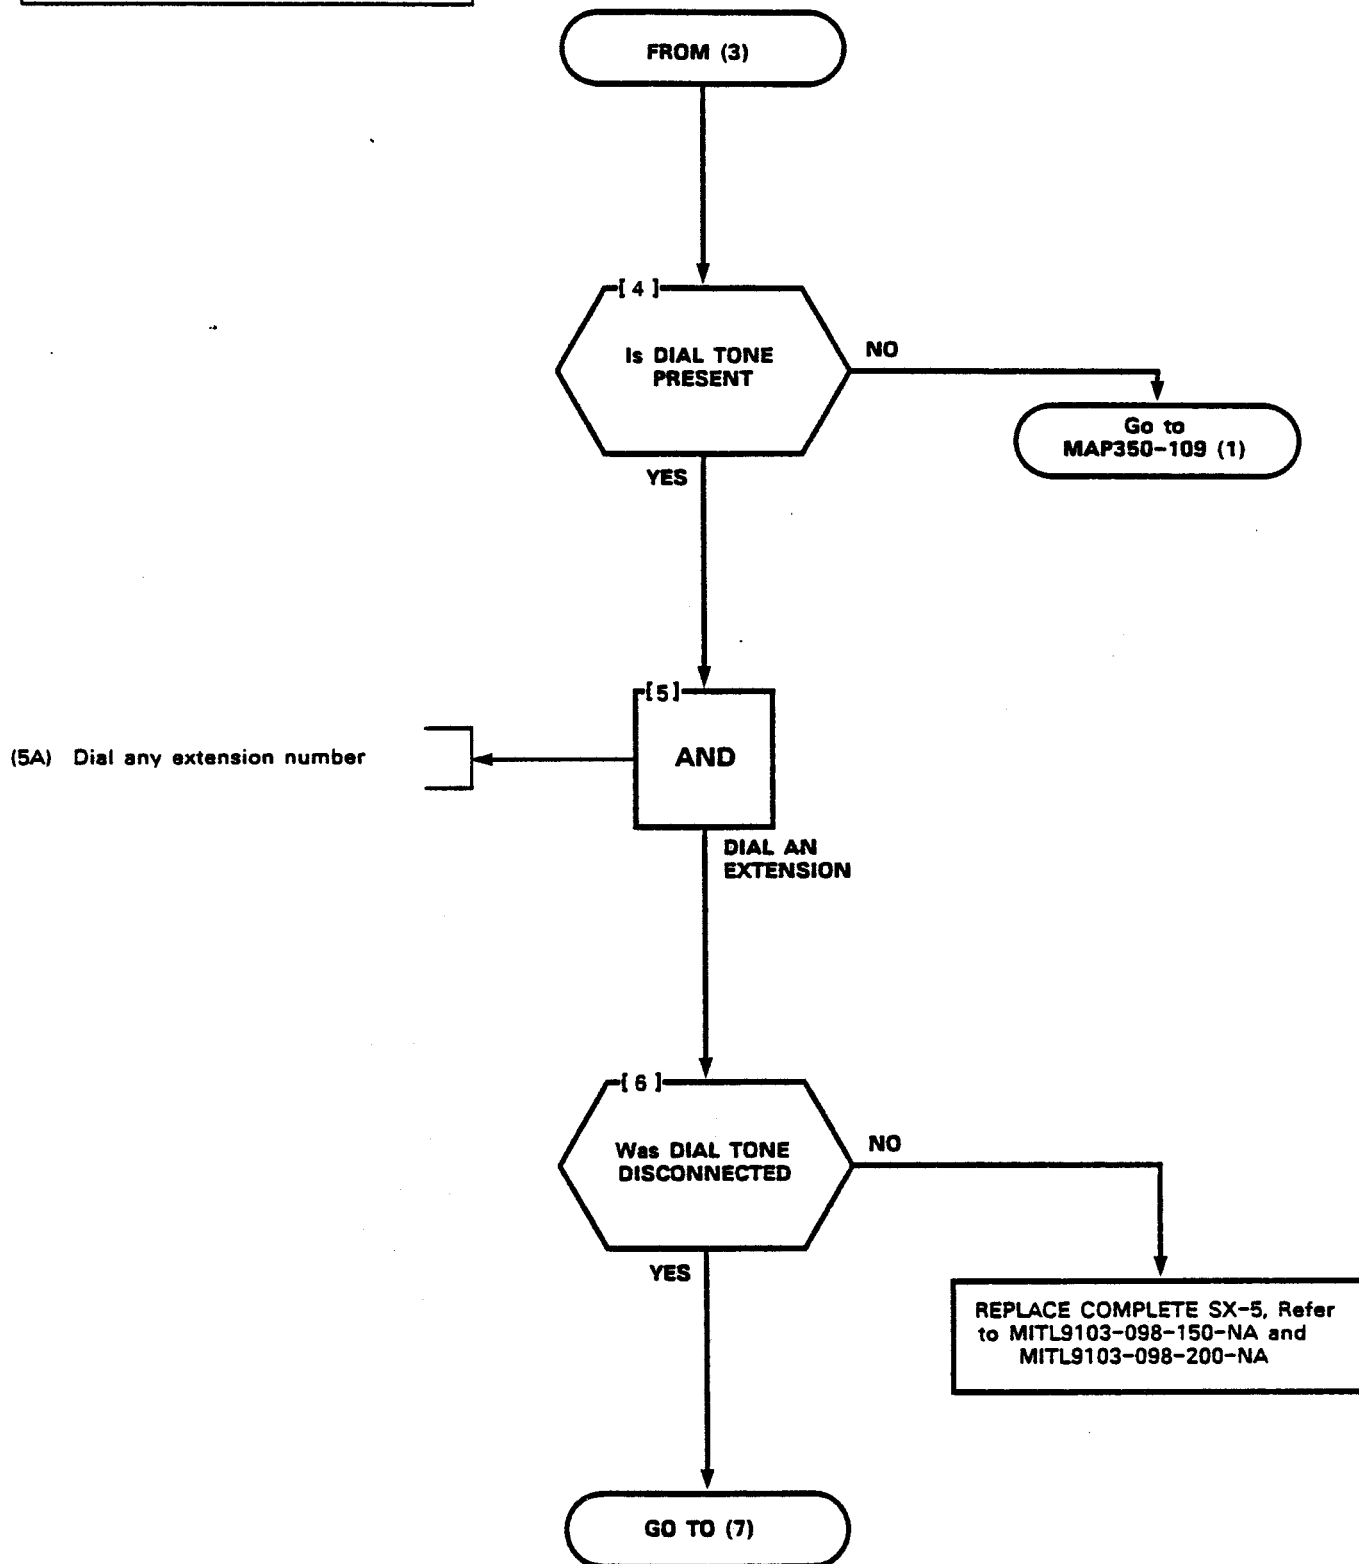 FROM (3)
[ 4 ]
Is DIAL TONE
PRESENT
NO
Go to
MAP350-109 (1)
YES
[5]
(5A) Dial any extension number
AND
DIAL AN
EXTENSION
[ 6 ]
Was DIAL TONE
DISCONNECTED
NO
YES
REPLACE COMPLETE SX-5, Refer
to MITL9103-098-150-NA and
MITL9103-098-200-NA
GO TO (7)